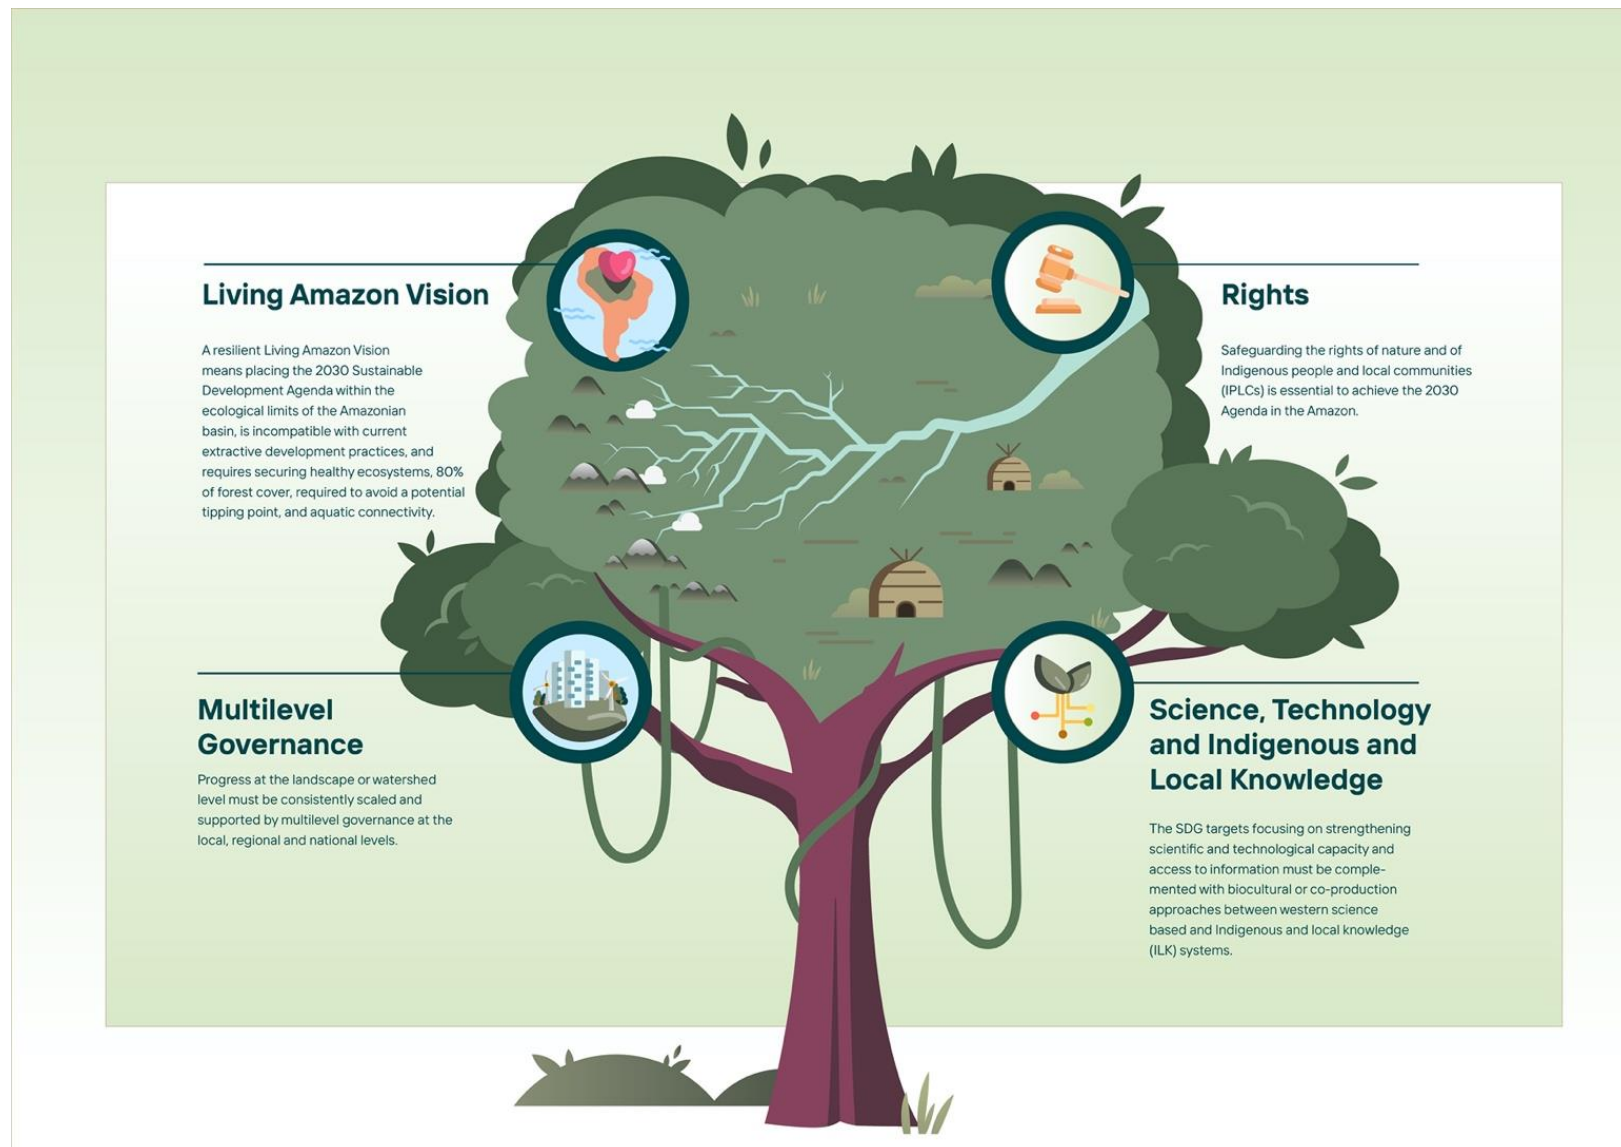 Living Amazon Vision
A resilient Living Amazon Vision
means placing the 2030 Sustainable
Development Agenda within the
ecological limits of the Amazonian
basin, is incompatible with current
extractive development practices, and
requires securing healthy ecosystems, 80%
of forest cover, required to avoid a potential
tipping point, and aquatic connectivity.
Rights
Safeguarding the rights of nature and of
Indigenous people and local communities
(IPLCs) is essential to achieve the 2030
Agenda in the Amazon.
Multilevel
Governance
Progress at the landscape or watershed
level must be consistently scaled and
supported by multilevel governance at the
local, regional and national levels.
Science, Technology
and Indigenous and
Local Knowledge
The SDG targets focusing on strengthening
scientific and technological capacity and
access to information must be comple-
mented with biocultural or co-production
approaches between western science
based and Indigenous and local knowledge
(ILK) systems.